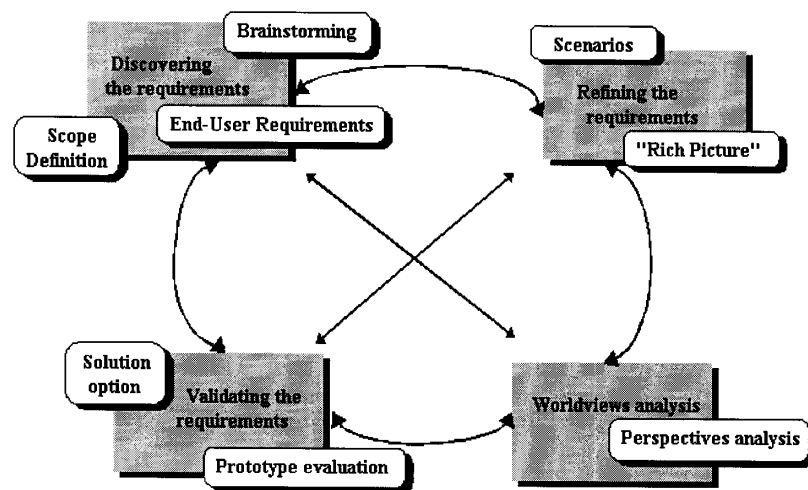 Brainstorming
Discovering
the requirements
End-User Requirements
Scope
Definition
Scenarios
Refining the
requirements
"Rich Picture"
Solution
option
Validating the
requirements
Prototype evaluation
Worldviews analysis
Perspectives analysis